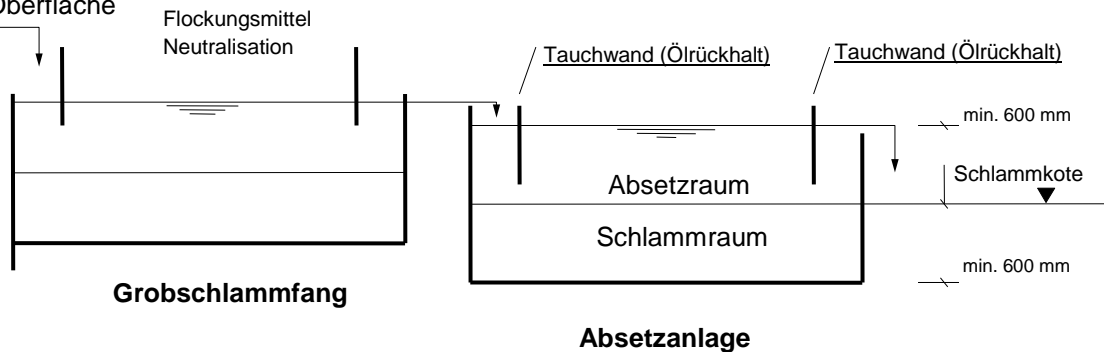 Oberfläche
Flockungsmittel
Neutralisation
Tauchwand (Ölrückhalt)
Tauchwand (Ölrückhalt)
min. 600 mm
Absetzraum
Schlammkote
Schlammraum
min. 600 mm
Grobschlammfang
Absetzanlage